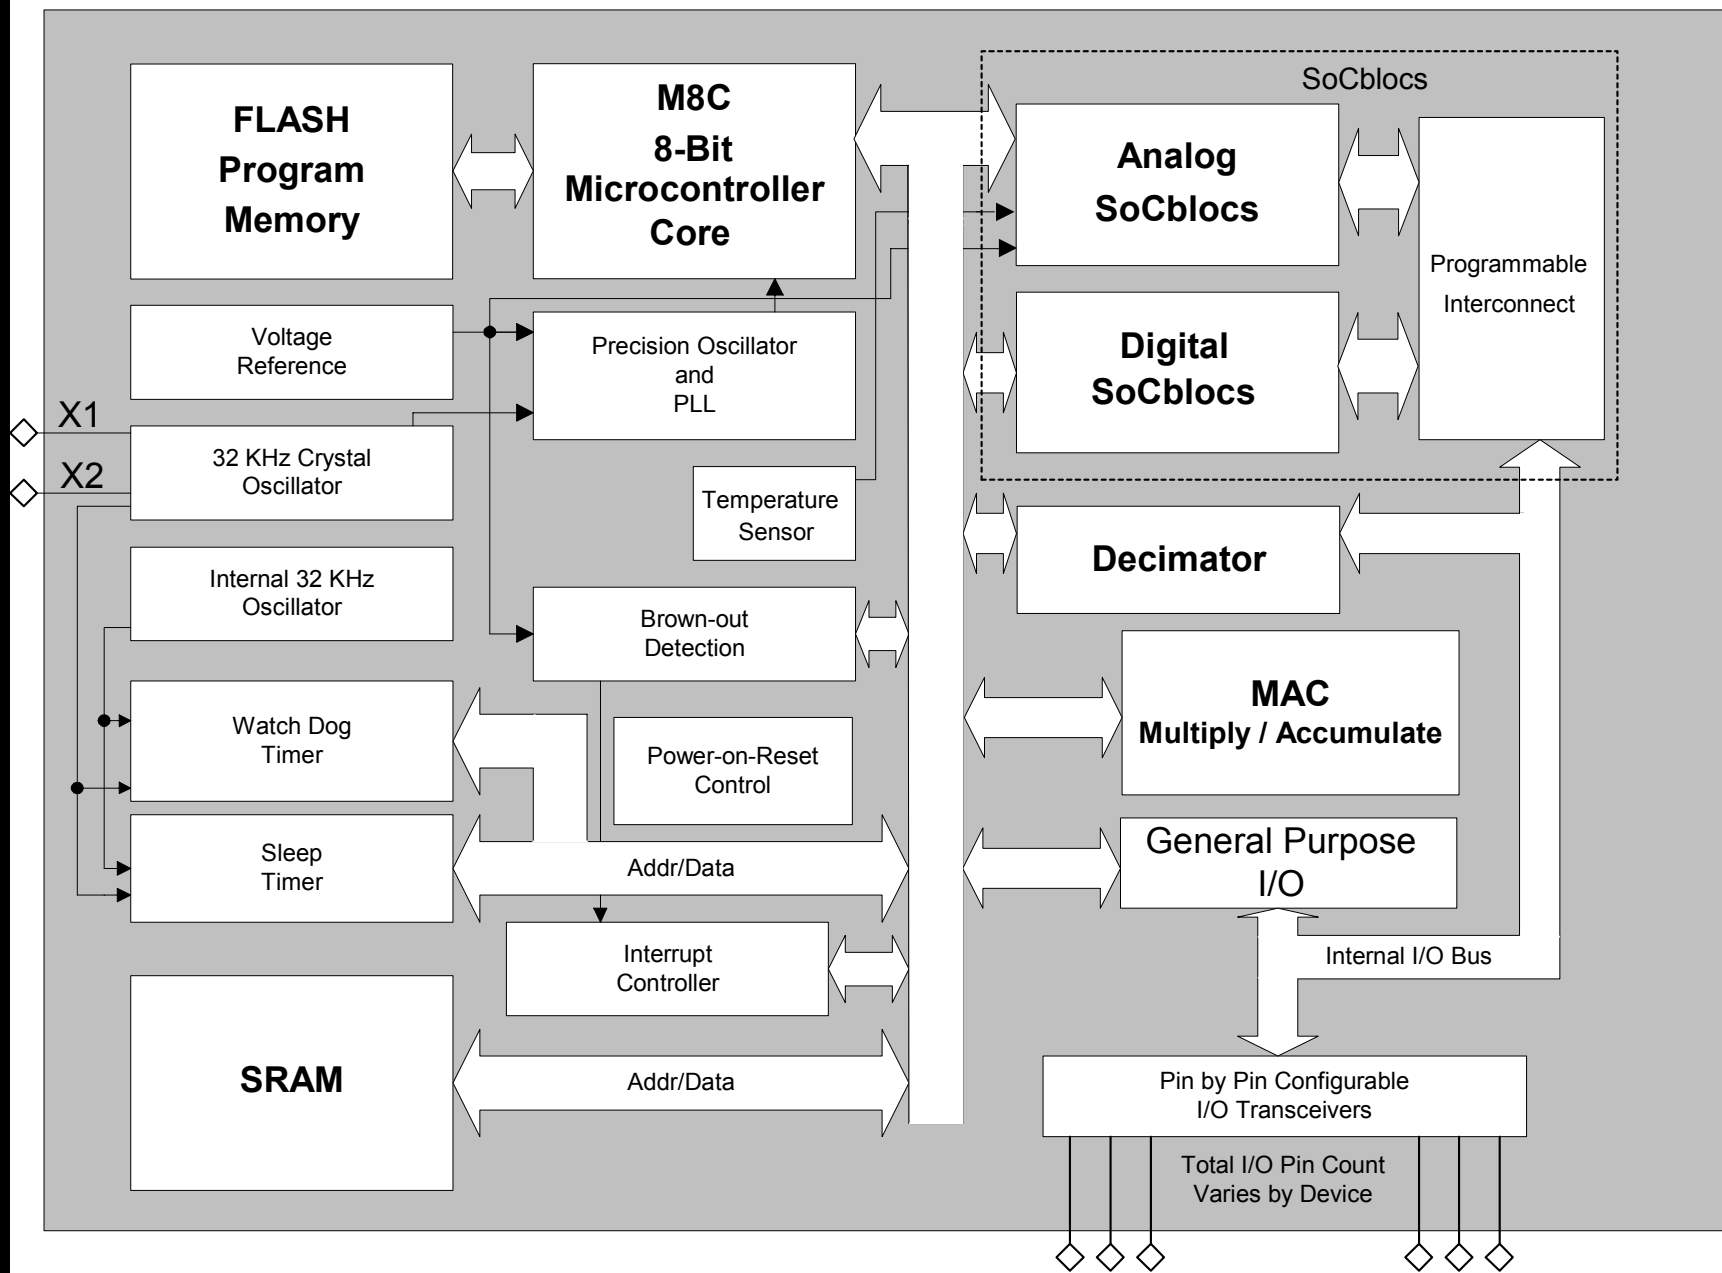 SoCblocs
FLASH
Program
Memory
M8C
8-Bit
Microcontroller
Core
Analog
SoCblocs
Programmable
Interconnect
Voltage
Reference
Precision Oscillator
and
PLL
Digital
SoCblocs
X1
X2
32 KHz Crystal
Oscillator
Temperature
Sensor
Decimator
Internal 32 KHz
Oscillator
Brown-out
Detection
MAC
Multiply / Accumulate
Watch Dog
Timer
Power-on-Reset
Control
General Purpose
I/O
Sleep
Timer
Addr/Data
Interrupt
Controller
Internal I/O Bus
SRAM
Addr/Data
Pin by Pin Configurable
I/O Transceivers
Total I/O Pin Count
Varies by Device